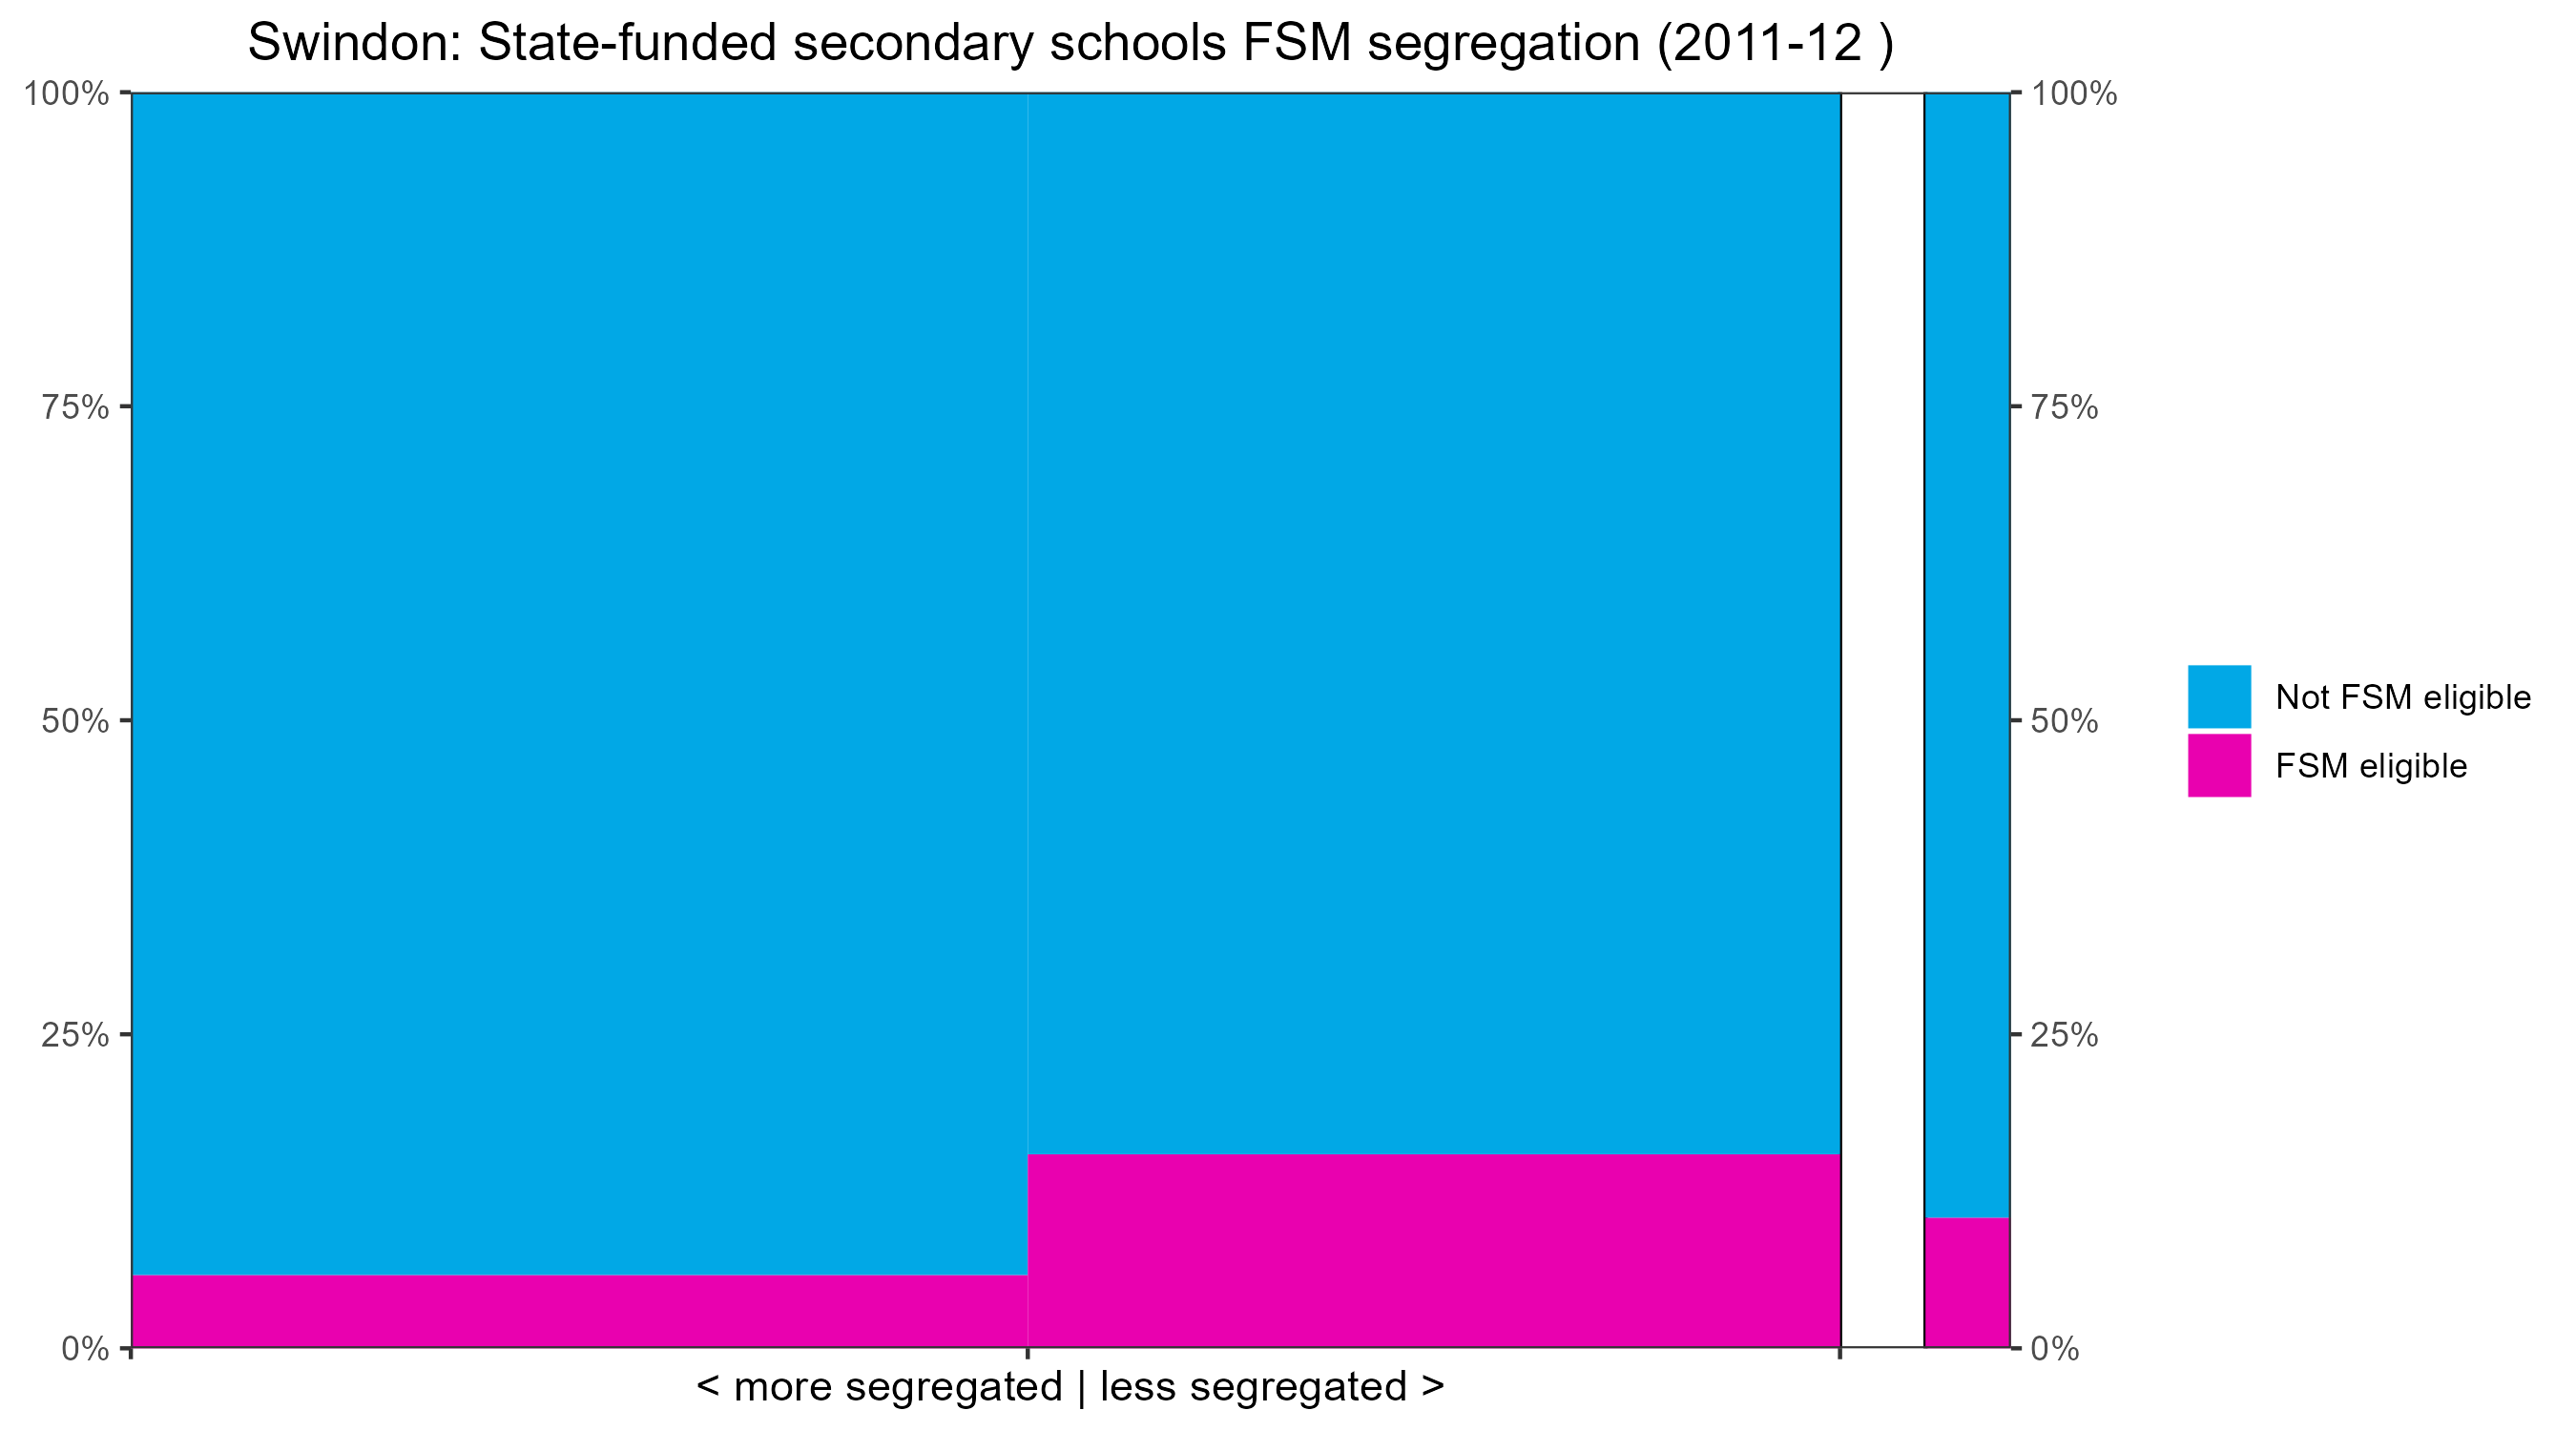 Swindon: State-funded secondary schools FSM segregation (2011-12 )
100%
100%
75%
75%
50%
50%
25%
25%
0%
0%
Not FSM eligible
FSM eligible
< more segregated | less segregated >